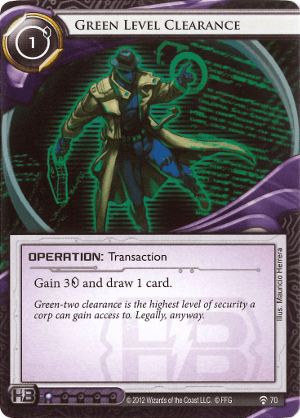 Green Level Clearance
1
OPERATION: Transaction
Gain 3 and draw 1 card.
Green-two clearance is the highest level of security a
corp can gain access to. Legally, anyway.
Illus. Mauricio Herrera
HB
© 2012 Wizards of the Coast LLC. © FFG
70